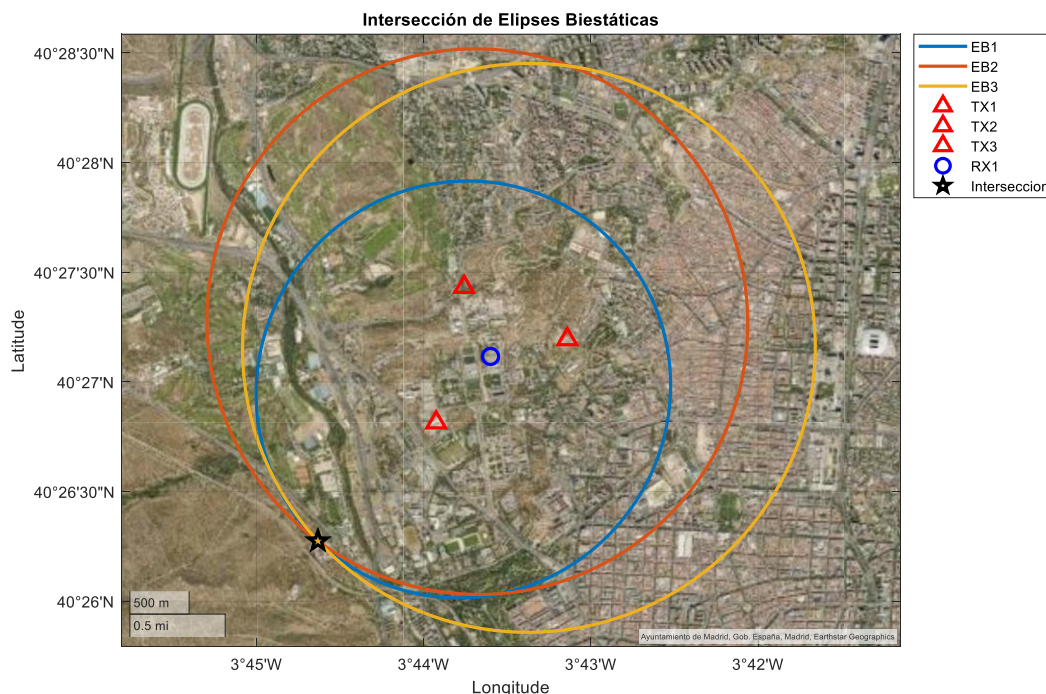 Intersección de Elipses Biestáticas
40°28'30"N
40°28'N
40°27'30"N
40°27'N
40°26'30"N
40°26'N
Latitude
500 m
0.5 mi
Ayuntamiento de Madrid, Gob. España, Madrid, Earthstar Geographics
3°45'W
3°44'W
3°43'W
3°42'W
Longitude
EB1
EB2
EB3
TX1
TX2
TX3
RX1
Interseccion